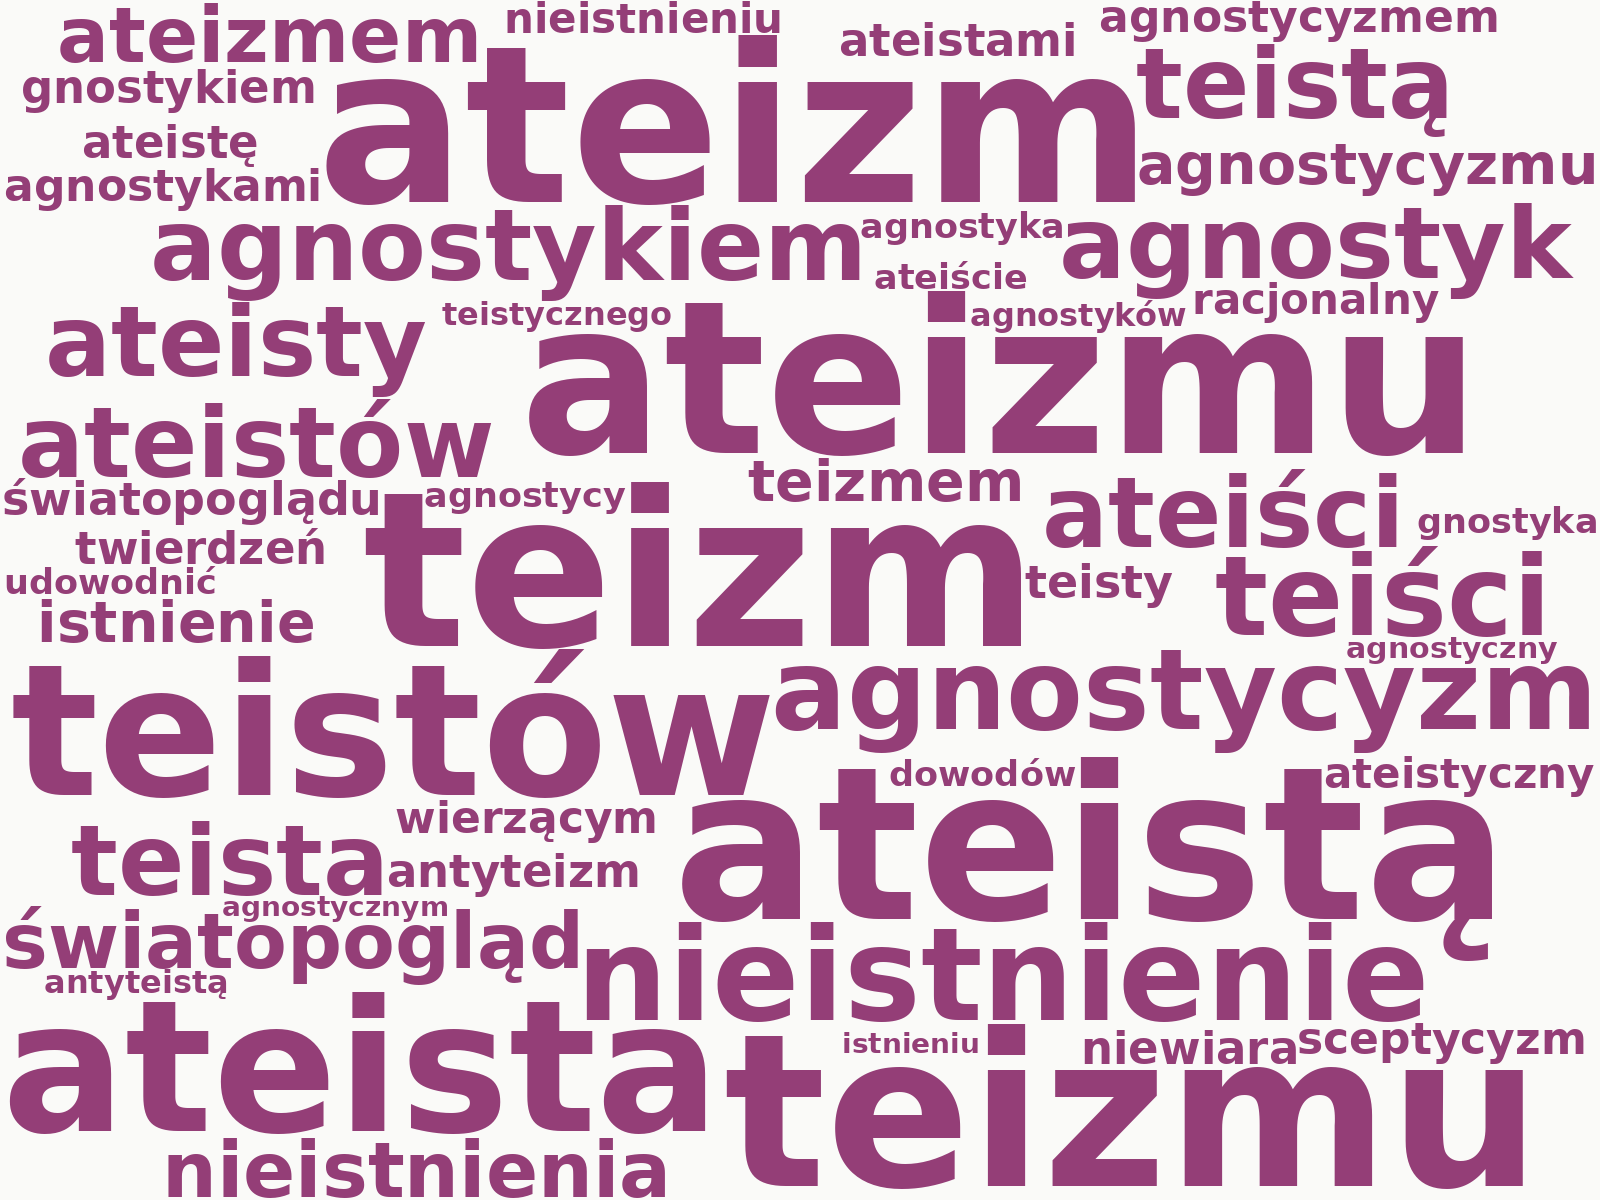 ateizmem
nieistnieniu
ateistami
agnostycyzmem
gnostykiem
ateizm
teistą
ateistę
agnostykami
agnostycyzmu
agnostykiem
agnostyka
agnostyk
ateiście
ateisty
teistycznego
ateizmu
agnostyków
racjonalny
ateistów
teizmem
światopoglądu
agnostycy
teizm
ateiści
gnostyka
twierdzeń
udowodnić
istnienie
teisty
teiści
agnostyczny
teistów
agnostycyzm
dowodów
ateistyczny
wierzącym
ateistą
teista
antyteizm
agnostycznym
światopogląd
nieistnienie
antyteistą
ateista
istnieniu
teizmu
niewiara
sceptycyzm
nieistnienia